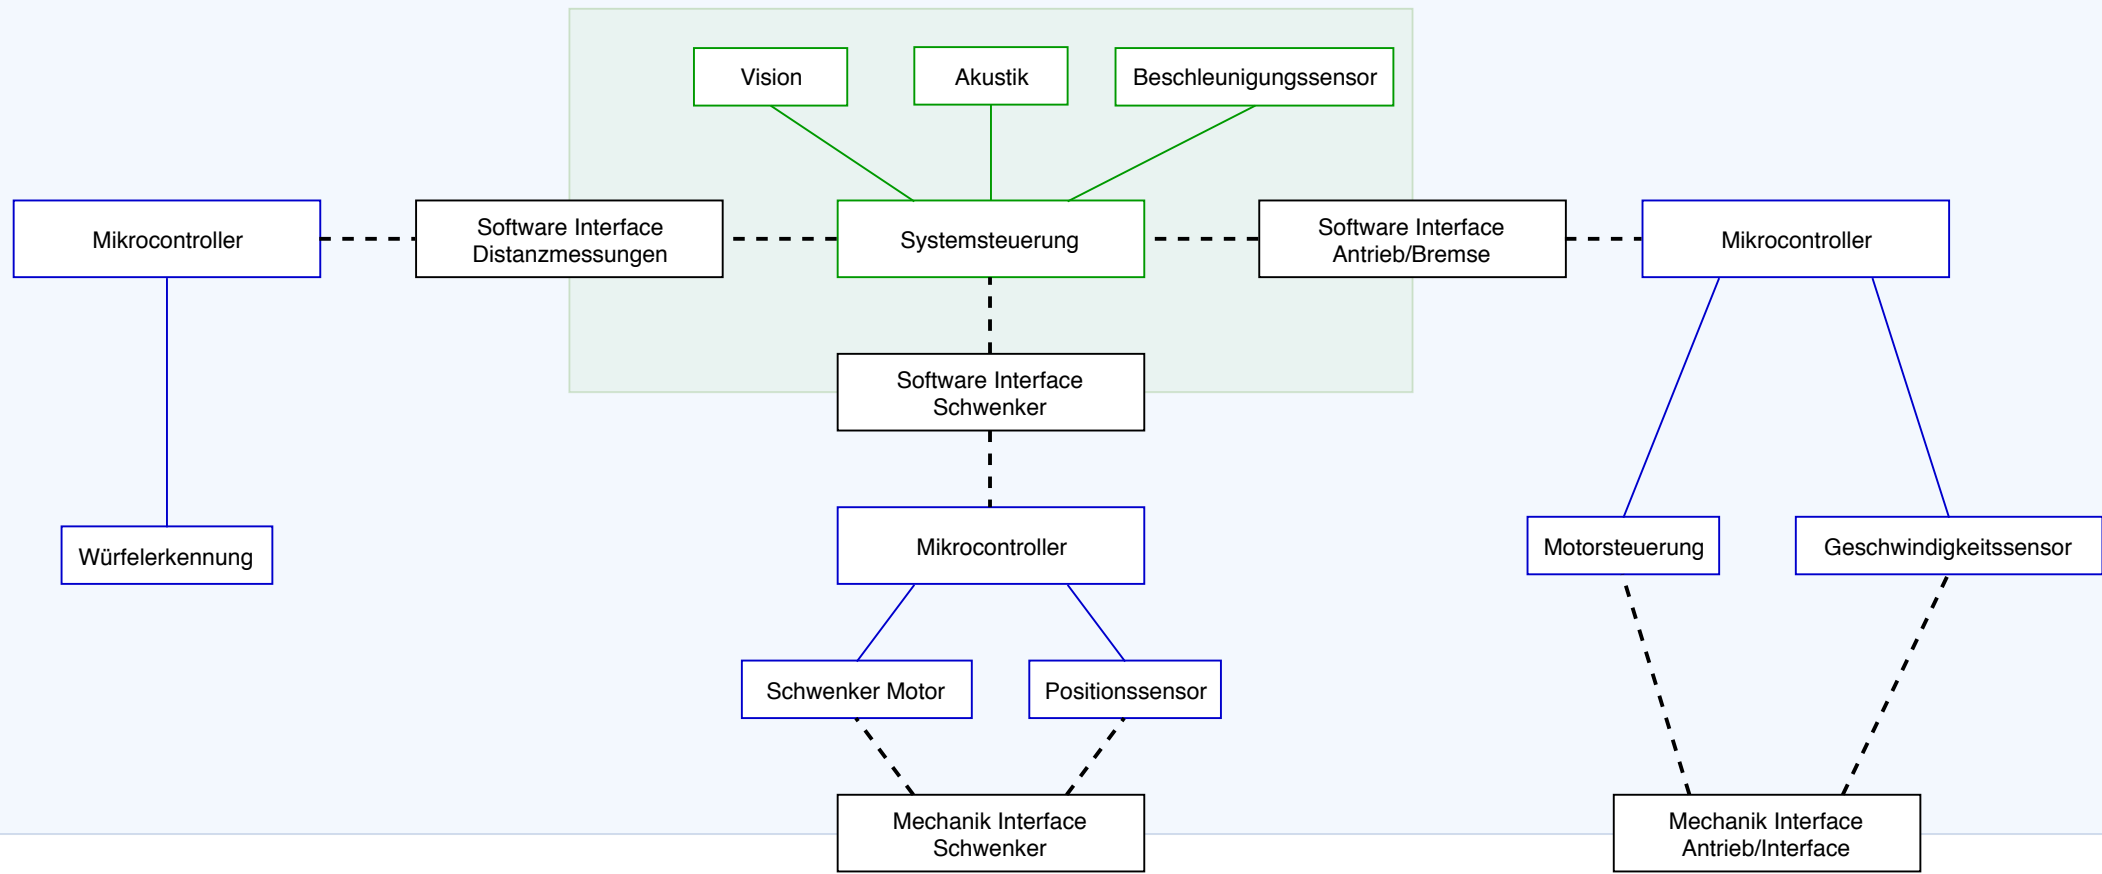 Vision
Akustik
Beschleunigungssensor
Mikrocontroller
Software Interface
Distanzmessungen
Systemsteuerung
Software Interface
Antrieb/Bremse
Mikrocontroller
Software Interface
Schwenker
Mikrocontroller
Würfelerkennung
Motorsteuerung
Geschwindigkeitssensor
Schwenker Motor
Positionssensor
Mechanik Interface
Schwenker
Mechanik Interface
Antrieb/Interface